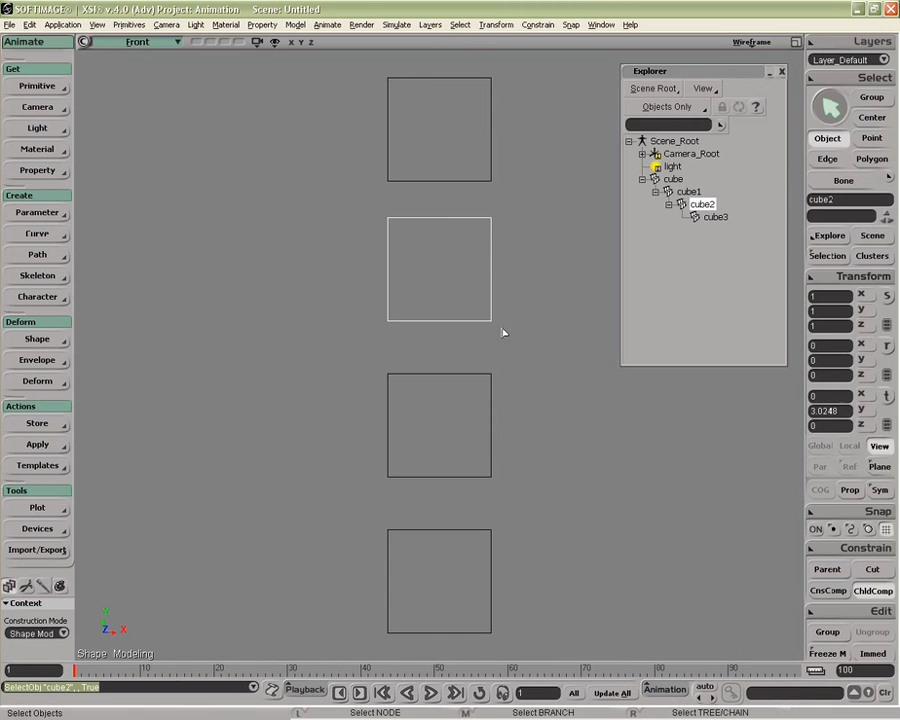 SOFTIMAGE® | XSI® v.4.0 (Adv) Project: Animation    Scene: Untitled
File Edit Application View Primitives Camera Light Material Property Model Animate Render Simulate Layers Select Transform Constrain Snap Window Help
Animate
Front
X Y Z
Wireframe
Layers
Layer_Default
Get
Primitive
Camera
Light
Material
Property
Create
Parameter
Curve
Path
Skeleton
Character
Deform
Shape
Envelope
Deform
Actions
Store
Apply
Templates
Tools
Plot
Devices
Import/Export
Context
Construction Mode
Shape Mod
Explorer
Scene Root View
Objects Only
?
Scene_Root
Camera_Root
light
cube
cube1
cube2
cube3
Select
Group
Center
Object Point
Edge Polygon
Bone
cube2
Explore Scene
Selection Clusters
Transform
1 x s
1 y
1 z
0 x r
0 y
0 z
0 x t
3.0248 y
0 z
Global Local View
Par Ref Plane
COG Prop Sym
Snap
ON
Constrain
Parent Cut
CnsComp ChldComp
Edit
Group Ungroup
Freeze M Immed
Y
Z X
Shape Modeling
1 10 20 30 40 50 60 70 80 90 100
SelectObj "cube2", , True
Playback 1 All Update All Animation auto Clr
Select Objects L Select NODE M Select BRANCH R Select TREE/CHAIN